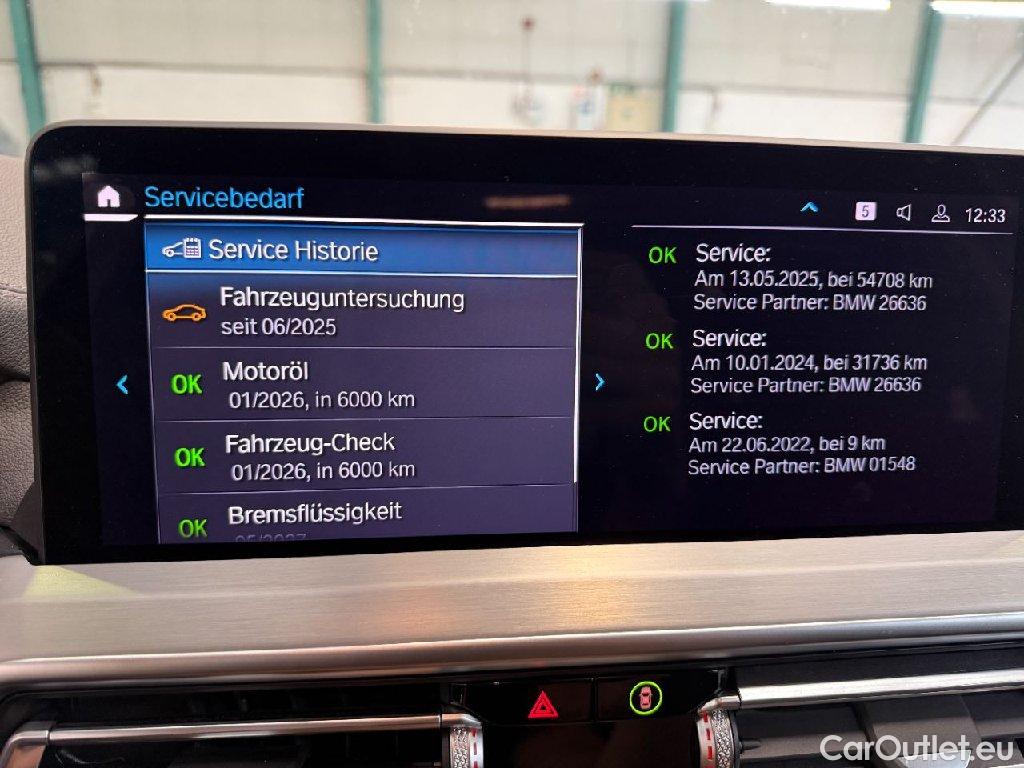 Servicebedarf
5
12:33
Service Historie
Fahrzeuguntersuchung
seit 06/2025
OK
Motoröl
01/2026, in 6000 km
OK
Fahrzeug-Check
01/2026, in 6000 km
OK
Bremsflüssigkeit
OK
Service:
Am 13.05.2025, bei 54708 km
Service Partner: BMW 26636
OK
Service:
Am 10.01.2024, bei 31736 km
Service Partner: BMW 26636
OK
Service:
Am 22.06.2022, bei 9 km
Service Partner: BMW 01548
CarOutlet.eu